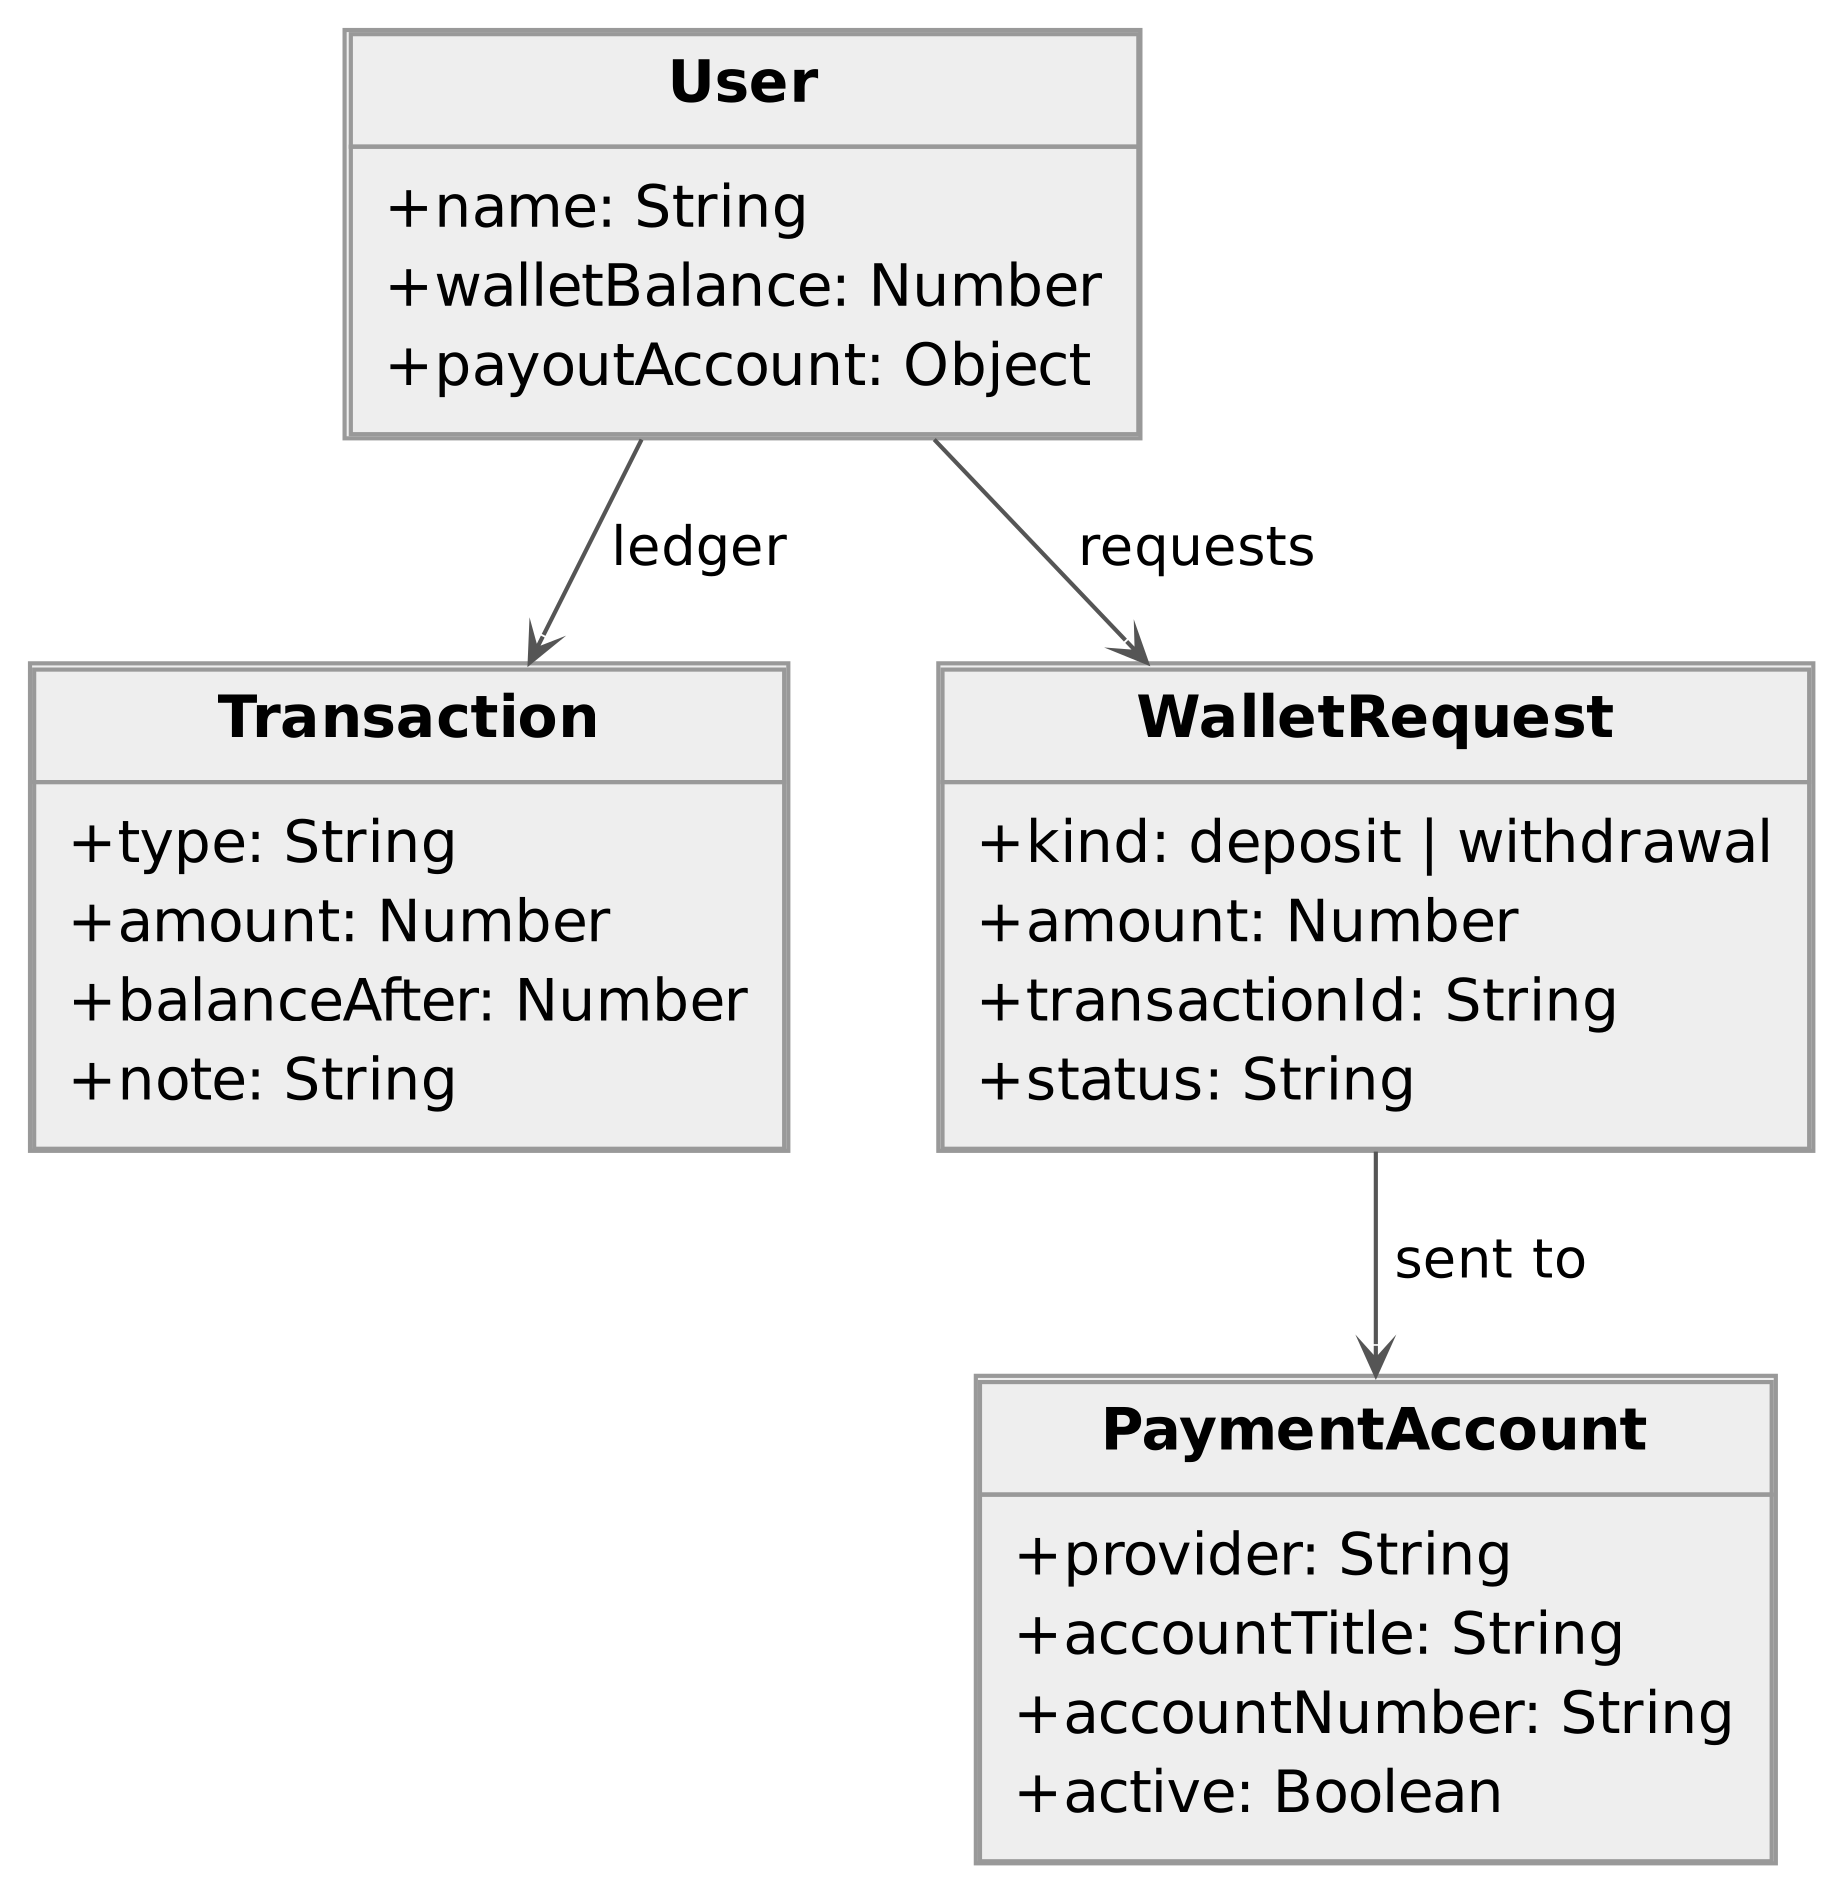 User
+name: String
+walletBalance: Number
+payoutAccount: Object
ledger
requests
Transaction
+type: String
+amount: Number
+balanceAfter: Number
+note: String
WalletRequest
+kind: deposit | withdrawal
+amount: Number
+transactionId: String
+status: String
sent to
PaymentAccount
+provider: String
+accountTitle: String
+accountNumber: String
+active: Boolean